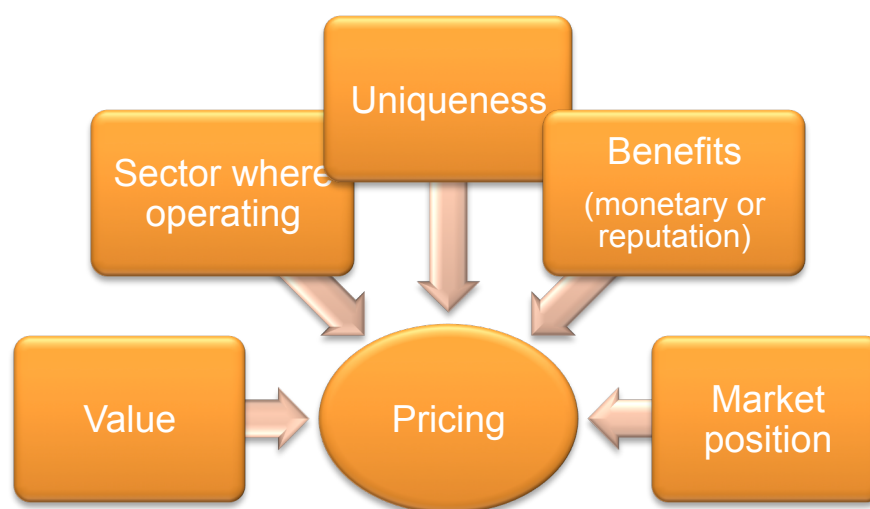 Uniqueness
Sector where
operating
Benefits
(monetary or
reputation)
Value
Pricing
Market
position